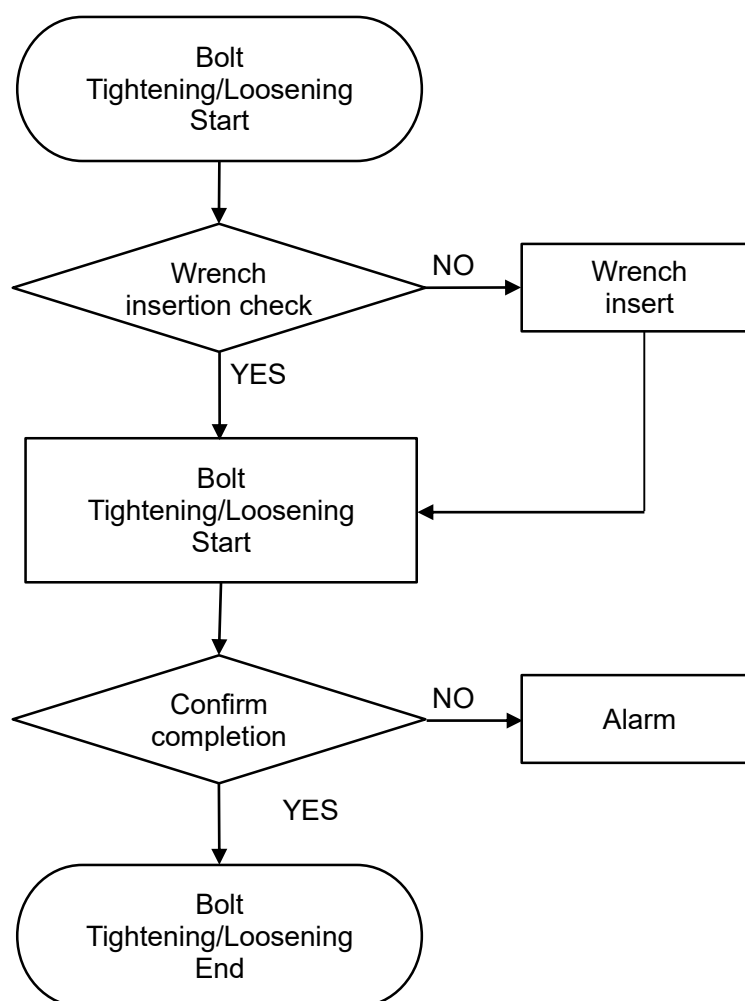 Bolt
Tightening/Loosening
Start
Wrench
insertion check
NO
Wrench
insert
YES
Bolt
Tightening/Loosening
Start
Confirm
completion
NO
Alarm
YES
Bolt
Tightening/Loosening
End